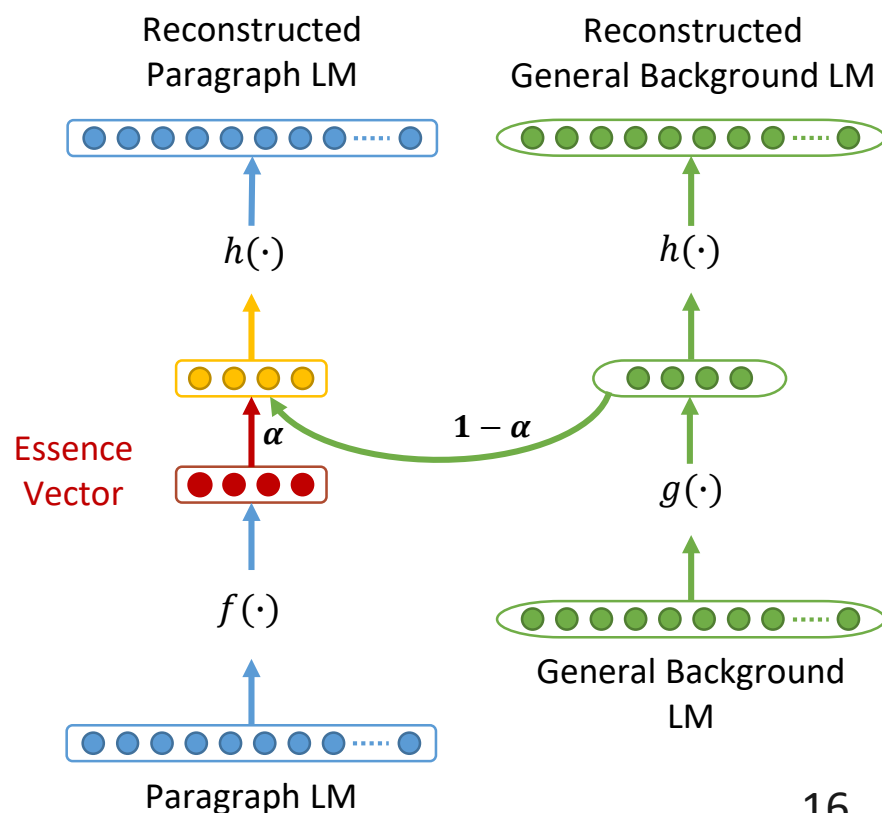 Reconstructed
Paragraph LM
Reconstructed
General Background LM
h(·)
h(·)
α
1 − α
Essence
Vector
g(·)
f(·)
General Background
LM
Paragraph LM
16